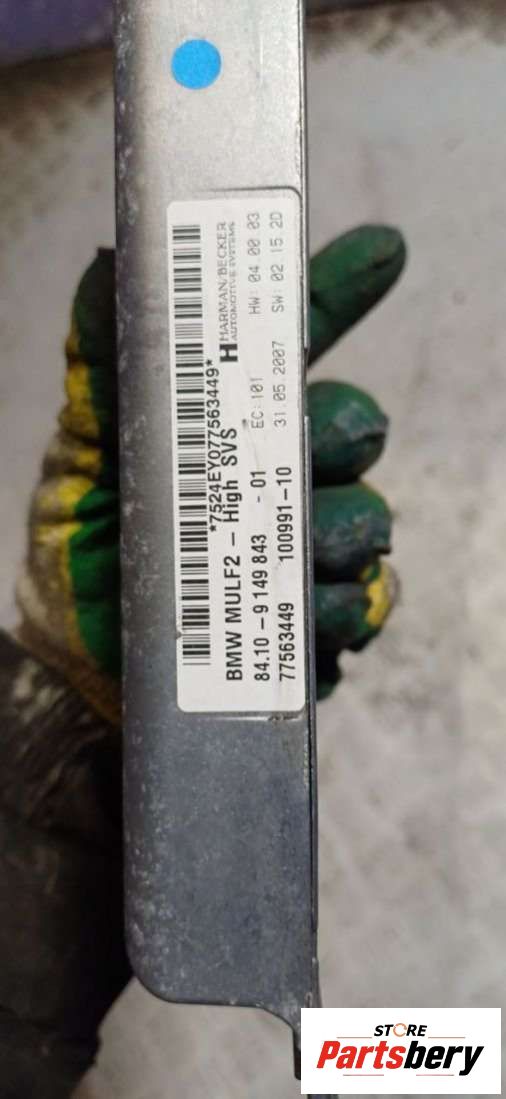 *7524EY077563449*
BMW MULF2 - High SVS
H HARMAN/BECKER
AUTOMOTIVE SYSTEMS
84.10-9 149 843 -01 EC:101 HW: 04 00 03
77563449 100991-10 31.05.2007 SW: 02 15 20
STORE
Partsbery